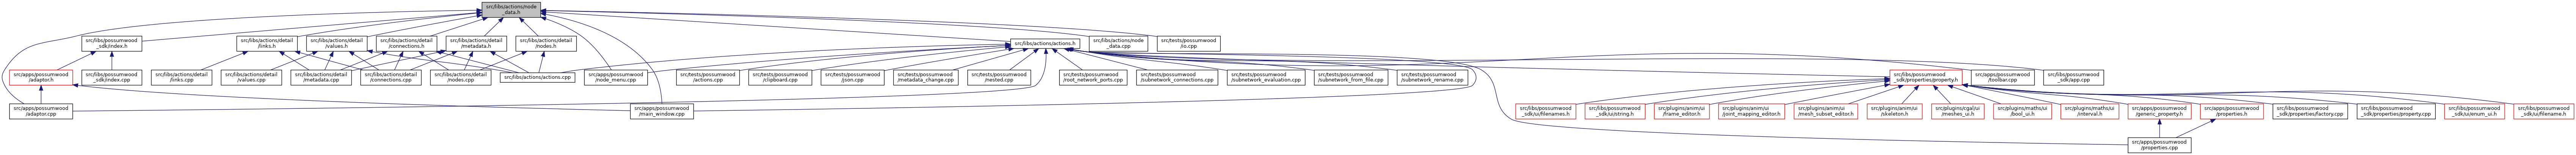 src/libs/actions/node
_data.h
src/libs/possumwood
_sdk/index.h
src/libs/actions/detail
/links.h
src/libs/actions/detail
/values.h
src/libs/actions/detail
/connections.h
src/libs/actions/detail
/metadata.h
src/libs/actions/detail
/nodes.h
src/libs/actions/actions.h
src/libs/actions/node
_data.cpp
src/tests/possumwood
/io.cpp
src/apps/possumwood
/adaptor.h
src/libs/possumwood
_sdk/index.cpp
src/libs/actions/detail
/links.cpp
src/libs/actions/detail
/values.cpp
src/libs/actions/detail
/metadata.cpp
src/libs/actions/detail
/connections.cpp
src/libs/actions/detail
/nodes.cpp
src/libs/actions/actions.cpp
src/apps/possumwood
/node_menu.cpp
src/tests/possumwood
/actions.cpp
src/tests/possumwood
/clipboard.cpp
src/tests/possumwood
/json.cpp
src/tests/possumwood
/metadata_change.cpp
src/tests/possumwood
/nested.cpp
src/tests/possumwood
/root_network_ports.cpp
src/tests/possumwood
/subnetwork_connections.cpp
src/tests/possumwood
/subnetwork_evaluation.cpp
src/tests/possumwood
/subnetwork_from_file.cpp
src/tests/possumwood
/subnetwork_rename.cpp
src/libs/possumwood
_sdk/properties/property.h
src/apps/possumwood
/toolbar.cpp
src/libs/possumwood
_sdk/app.cpp
src/apps/possumwood
/adaptor.cpp
src/apps/possumwood
/main_window.cpp
src/libs/possumwood
_sdk/ui/filenames.h
src/libs/possumwood
_sdk/ui/string.h
src/plugins/anim/ui
/frame_editor.h
src/plugins/anim/ui
/joint_mapping_editor.h
src/plugins/anim/ui
/mesh_subset_editor.h
src/plugins/anim/ui
/skeleton.h
src/plugins/cgal/ui
/meshes_ui.h
src/plugins/maths/ui
/bool_ui.h
src/plugins/maths/ui
/interval.h
src/apps/possumwood
/generic_property.h
src/apps/possumwood
/properties.h
src/libs/possumwood
_sdk/properties/factory.cpp
src/libs/possumwood
_sdk/properties/property.cpp
src/libs/possumwood
_sdk/ui/enum_ui.h
src/libs/possumwood
_sdk/ui/filename.h
src/apps/possumwood
/properties.cpp